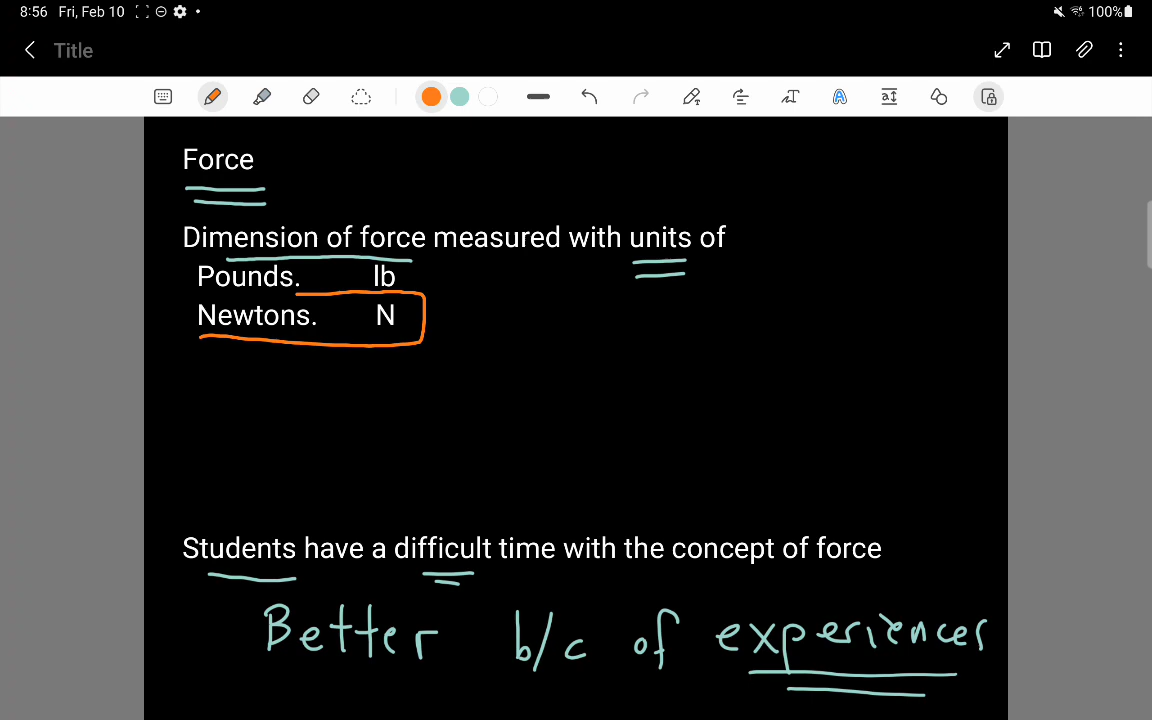 8:56 Fri, Feb 10 100%
Title
Force
Dimension of force measured with units of
Pounds. lb
Newtons. N
Students have a difficult time with the concept of force
Better b/c of experiences